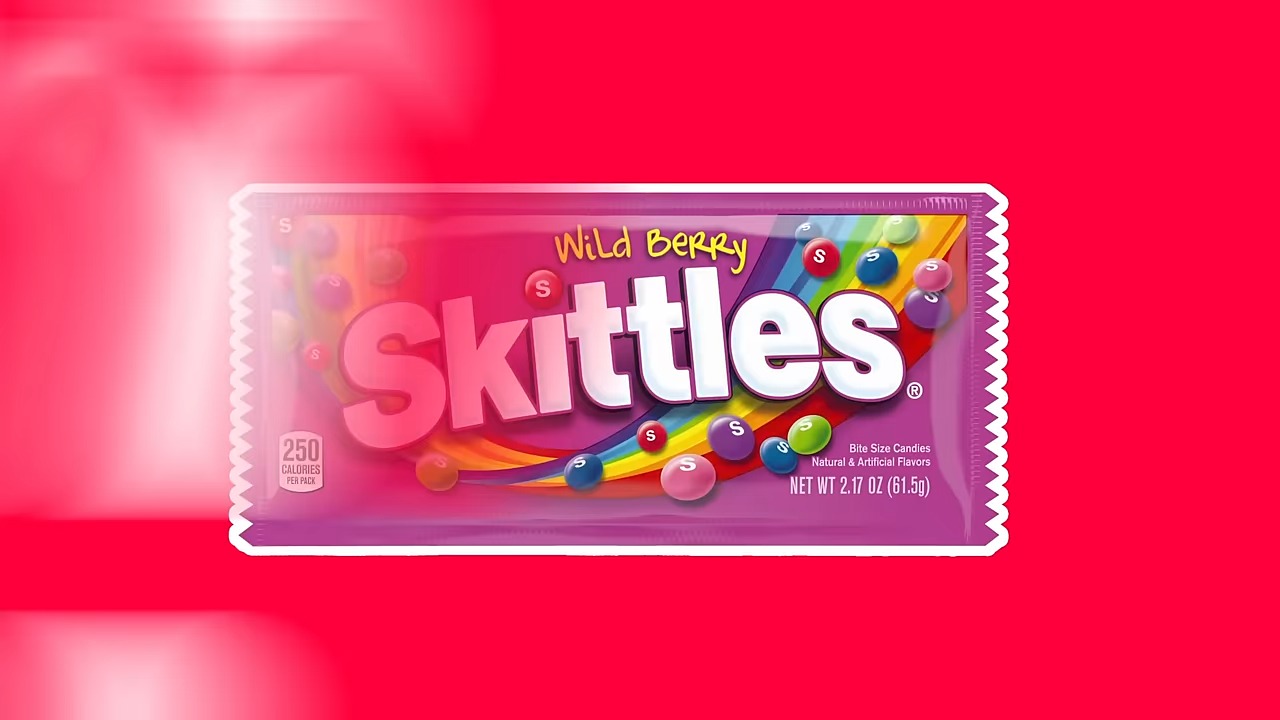 Wild Berry
Skittles®
250
CALORIES
PER PACK
Bite Size Candies
Natural & Artificial Flavors
NET WT 2.17 OZ (61.5g)